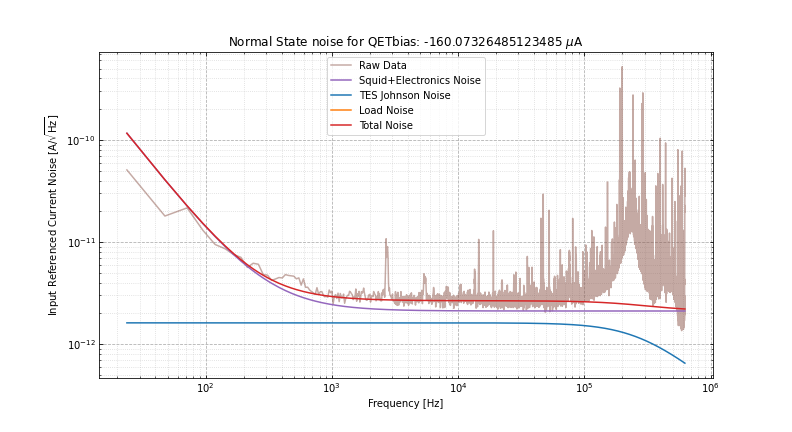 Normal State noise for QETbias: -160.07326485123485 μA
Raw Data
Squid+Electronics Noise
TES Johnson Noise
Load Noise
Total Noise
Input Referenced Current Noise [A/√Hz]
10⁻¹⁰
10⁻¹¹
10⁻¹²
10² 10³ 10⁴ 10⁵ 10⁶
Frequency [Hz]